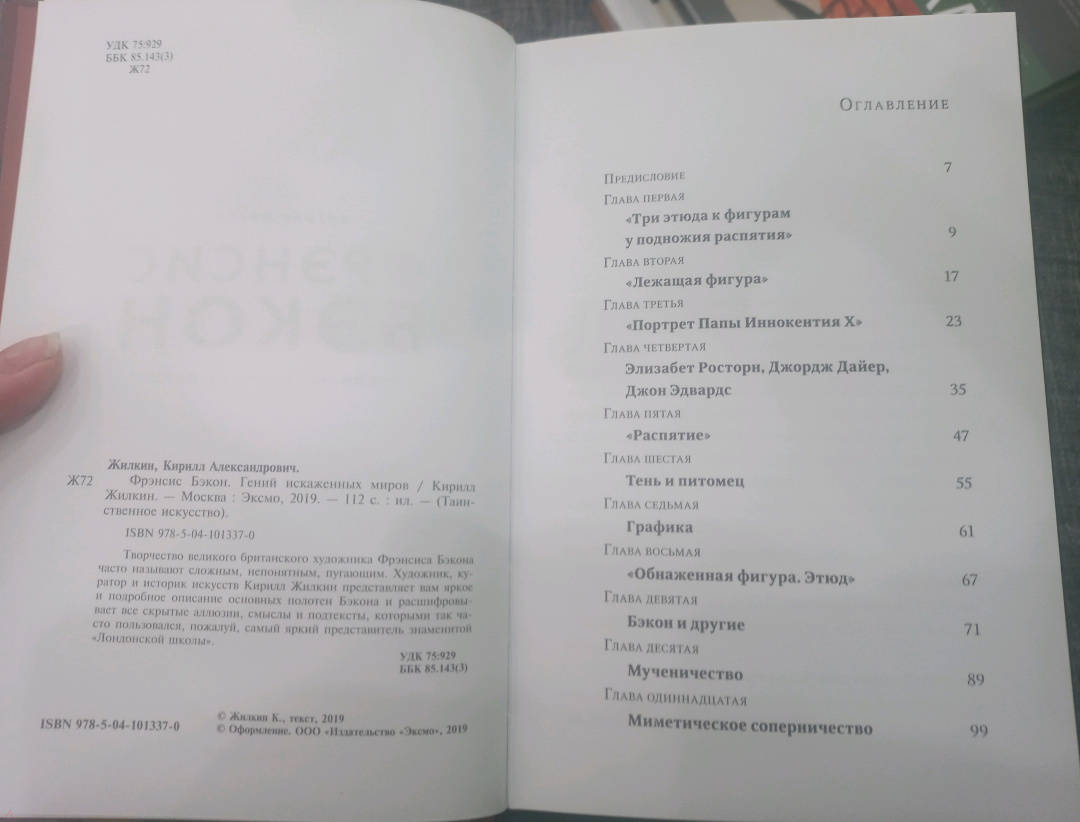 УДК 75:929
ББК 85.143(3)
Ж72
Жилкин, Кирилл Александрович.
Ж72 Фрэнсис Бэкон. Гений искаженных миров / Кирилл
Жилкин. — Москва : Эксмо, 2019. — 112 с. : ил. — (Таин-
ственное искусство).
ISBN 978-5-04-101337-0
Творчество великого британского художника Фрэнсиса Бэкона
часто называют сложным, непонятным, пугающим. Художник, ку-
ратор и историк искусств Кирилл Жилкин представляет вам яркое
и подробное описание основных полотен Бэкона и расшифровы-
вает все скрытые аллюзии, смыслы и подтексты, которыми так ча-
сто пользовался, пожалуй, самый яркий представитель знаменитой
«Лондонской школы».
УДК 75:929
ББК 85.143(3)
ISBN 978-5-04-101337-0
© Жилкин К., текст, 2019
© Оформление. ООО «Издательство «Эксмо», 2019
Оглавление
Предисловие 7
Глава первая
«Три этюда к фигурам
у подножия распятия» 9
Глава вторая
«Лежащая фигура» 17
Глава третья
«Портрет Папы Иннокентия X» 23
Глава четвертая
Элизабет Росторн, Джордж Дайер,
Джон Эдвардс 35
Глава пятая
«Распятие» 47
Глава шестая
Тень и питомец 55
Глава седьмая
Графика 61
Глава восьмая
«Обнаженная фигура. Этюд» 67
Глава девятая
Бэкон и другие 71
Глава десятая
Мученичество 89
Глава одиннадцатая
Миметическое соперничество 99